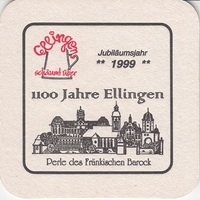 Ellingen
schäumt über
Jubiläumsjahr
** 1999 **
1100 Jahre Ellingen
Perle des Fränkischen Barock